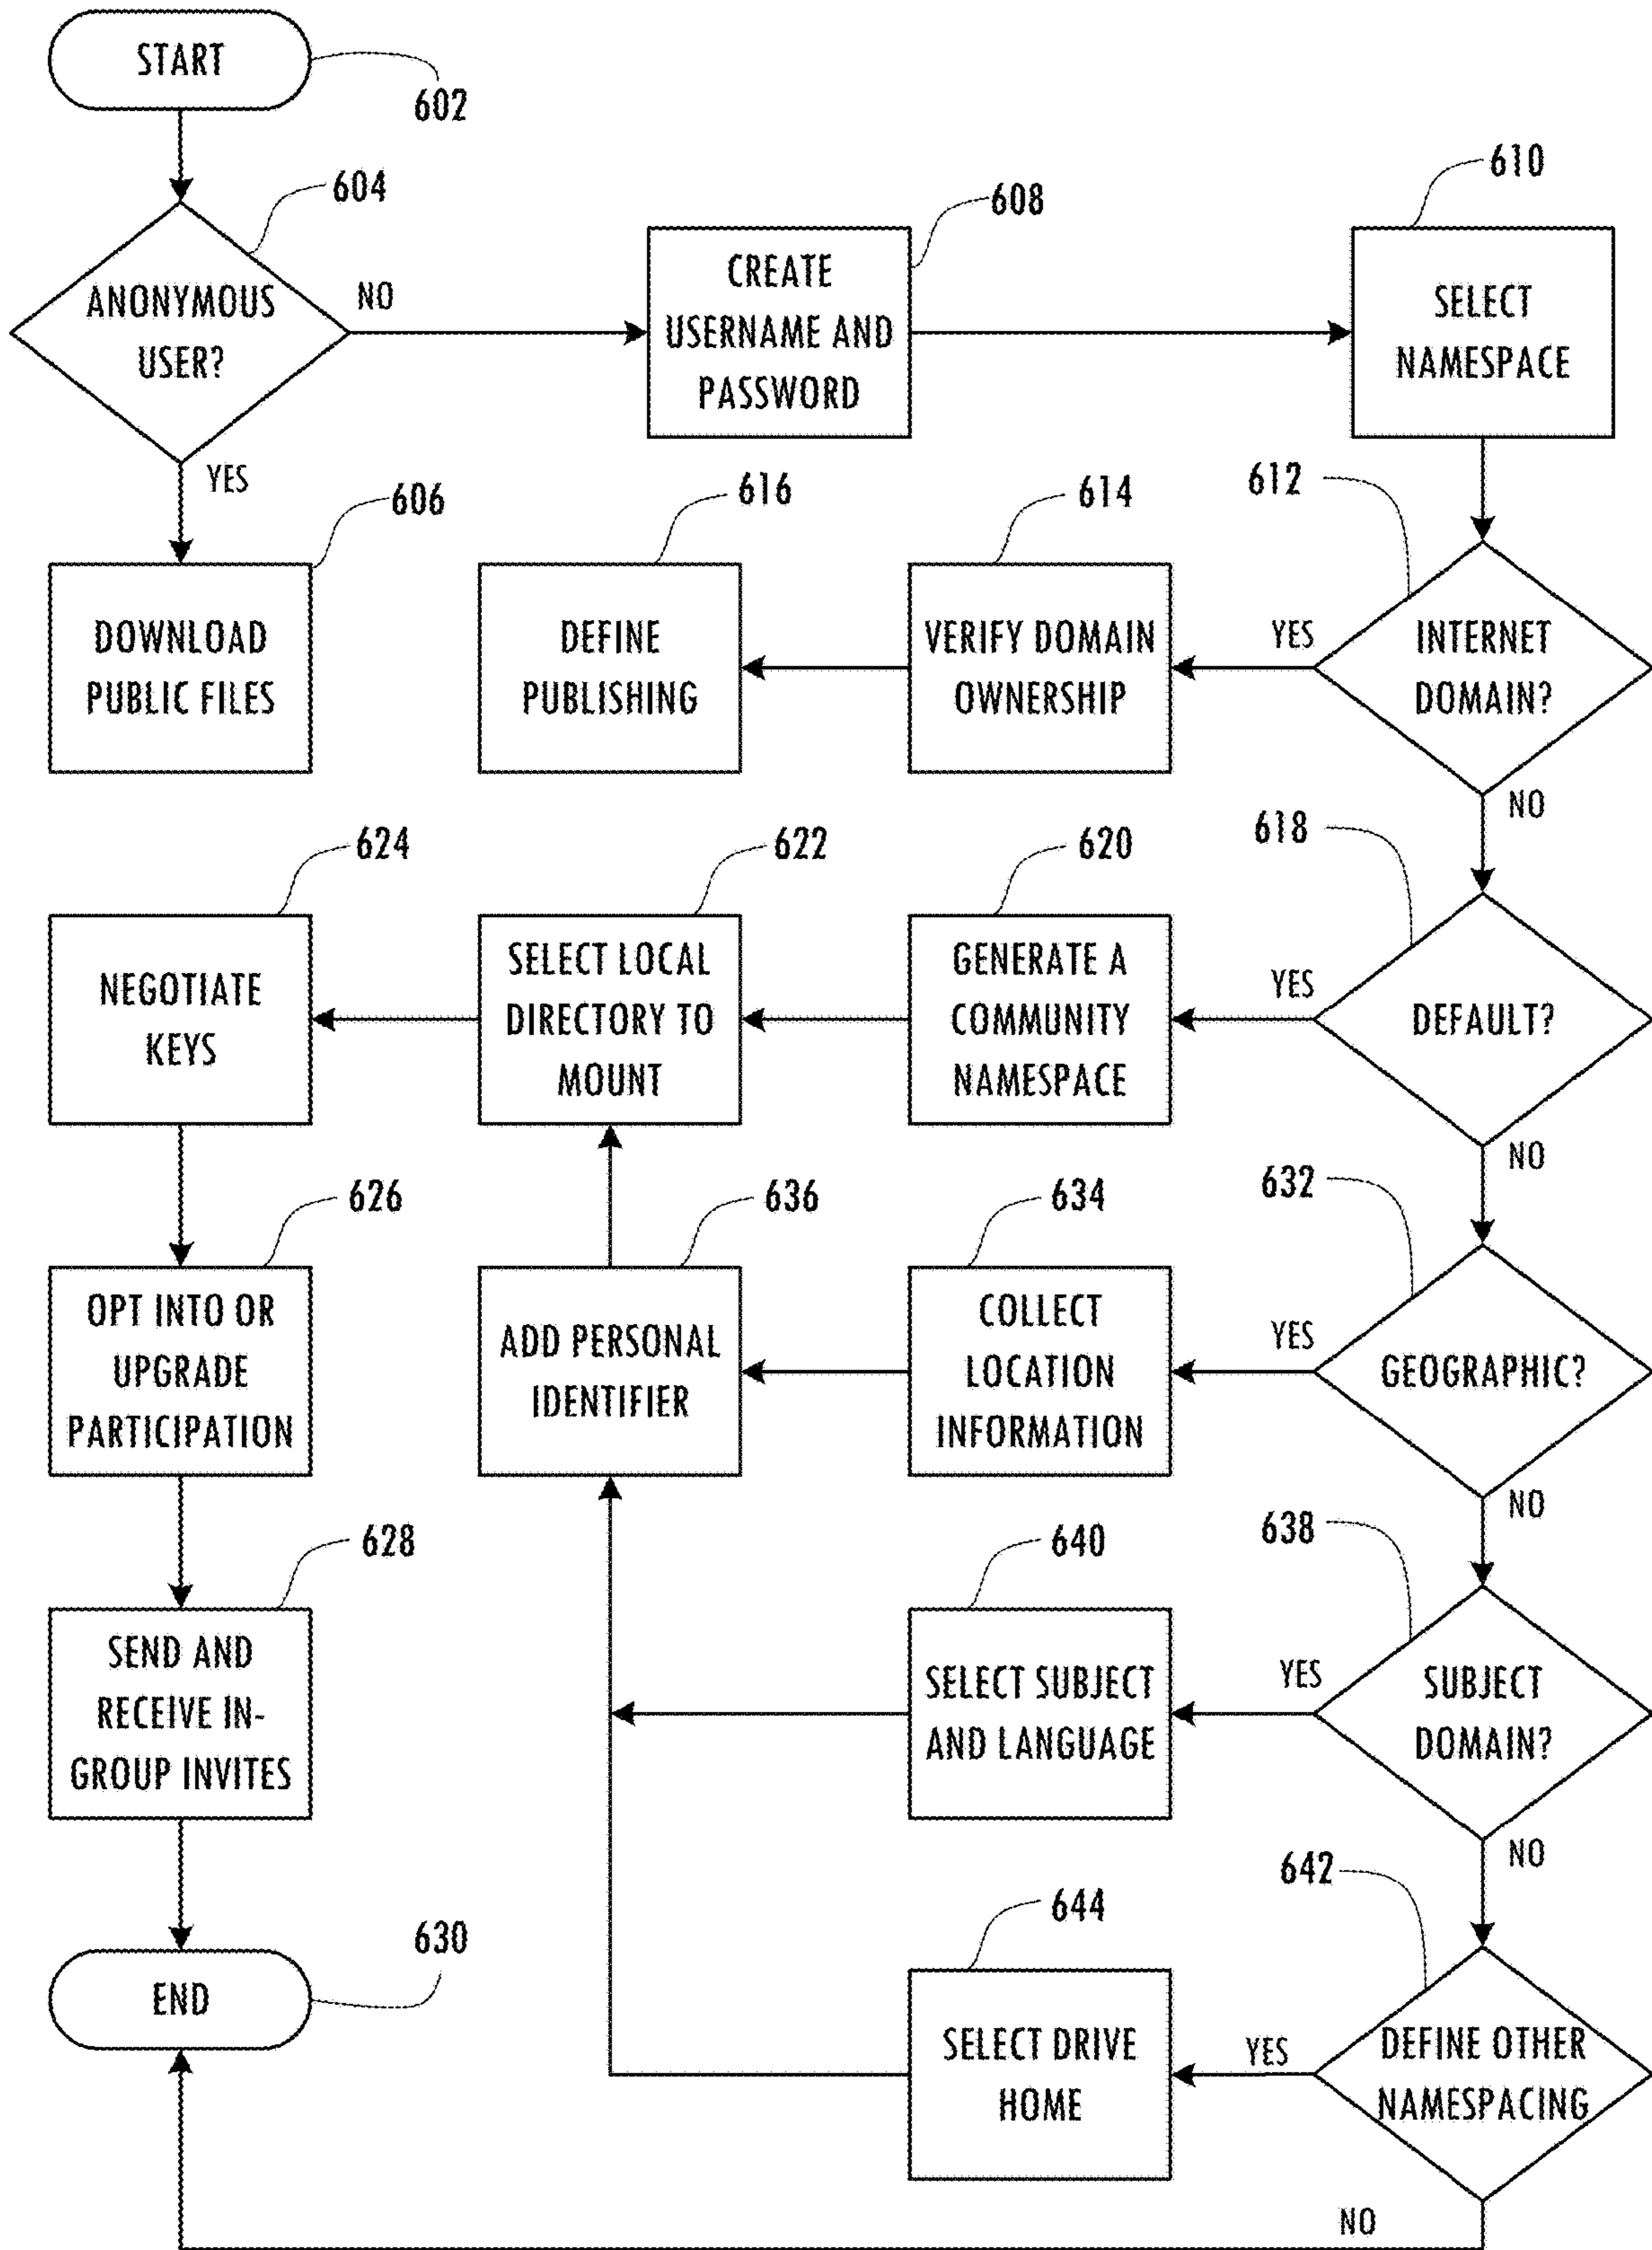 START
602
604
ANONYMOUS
USER?
NO
YES
608
CREATE
USERNAME AND
PASSWORD
610
SELECT
NAMESPACE
606
DOWNLOAD
PUBLIC FILES
616
DEFINE
PUBLISHING
614
VERIFY DOMAIN
OWNERSHIP
612
YES
INTERNET
DOMAIN?
NO
624
NEGOTIATE
KEYS
622
SELECT LOCAL
DIRECTORY TO
MOUNT
620
GENERATE A
COMMUNITY
NAMESPACE
618
YES
DEFAULT?
NO
626
OPT INTO OR
UPGRADE
PARTICIPATION
636
ADD PERSONAL
IDENTIFIER
634
COLLECT
LOCATION
INFORMATION
632
YES
GEOGRAPHIC?
NO
628
SEND AND
RECEIVE IN-
GROUP INVITES
640
SELECT SUBJECT
AND LANGUAGE
638
YES
SUBJECT
DOMAIN?
NO
630
END
644
SELECT DRIVE
HOME
642
YES
DEFINE OTHER
NAMESPACING
NO